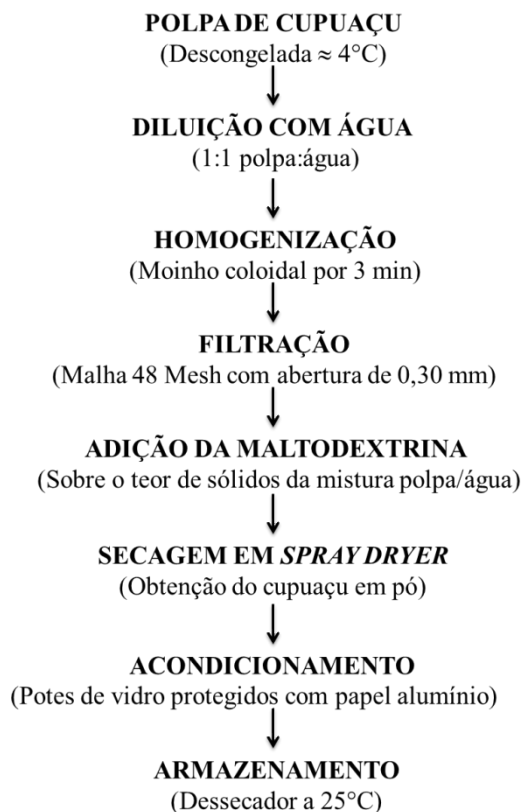 POLPA DE CUPUAÇU
(Descongelada ≈ 4°C)
DILUIÇÃO COM ÁGUA
(1:1 polpa:água)
HOMOGENIZAÇÃO
(Moinho coloidal por 3 min)
FILTRAÇÃO
(Malha 48 Mesh com abertura de 0,30 mm)
ADIÇÃO DA MALTODEXTRINA
(Sobre o teor de sólidos da mistura polpa/água)
SECAGEM EM SPRAY DRYER
(Obtenção do cupuaçu em pó)
ACONDICIONAMENTO
(Potes de vidro protegidos com papel alumínio)
ARMAZENAMENTO
(Dessecador a 25°C)